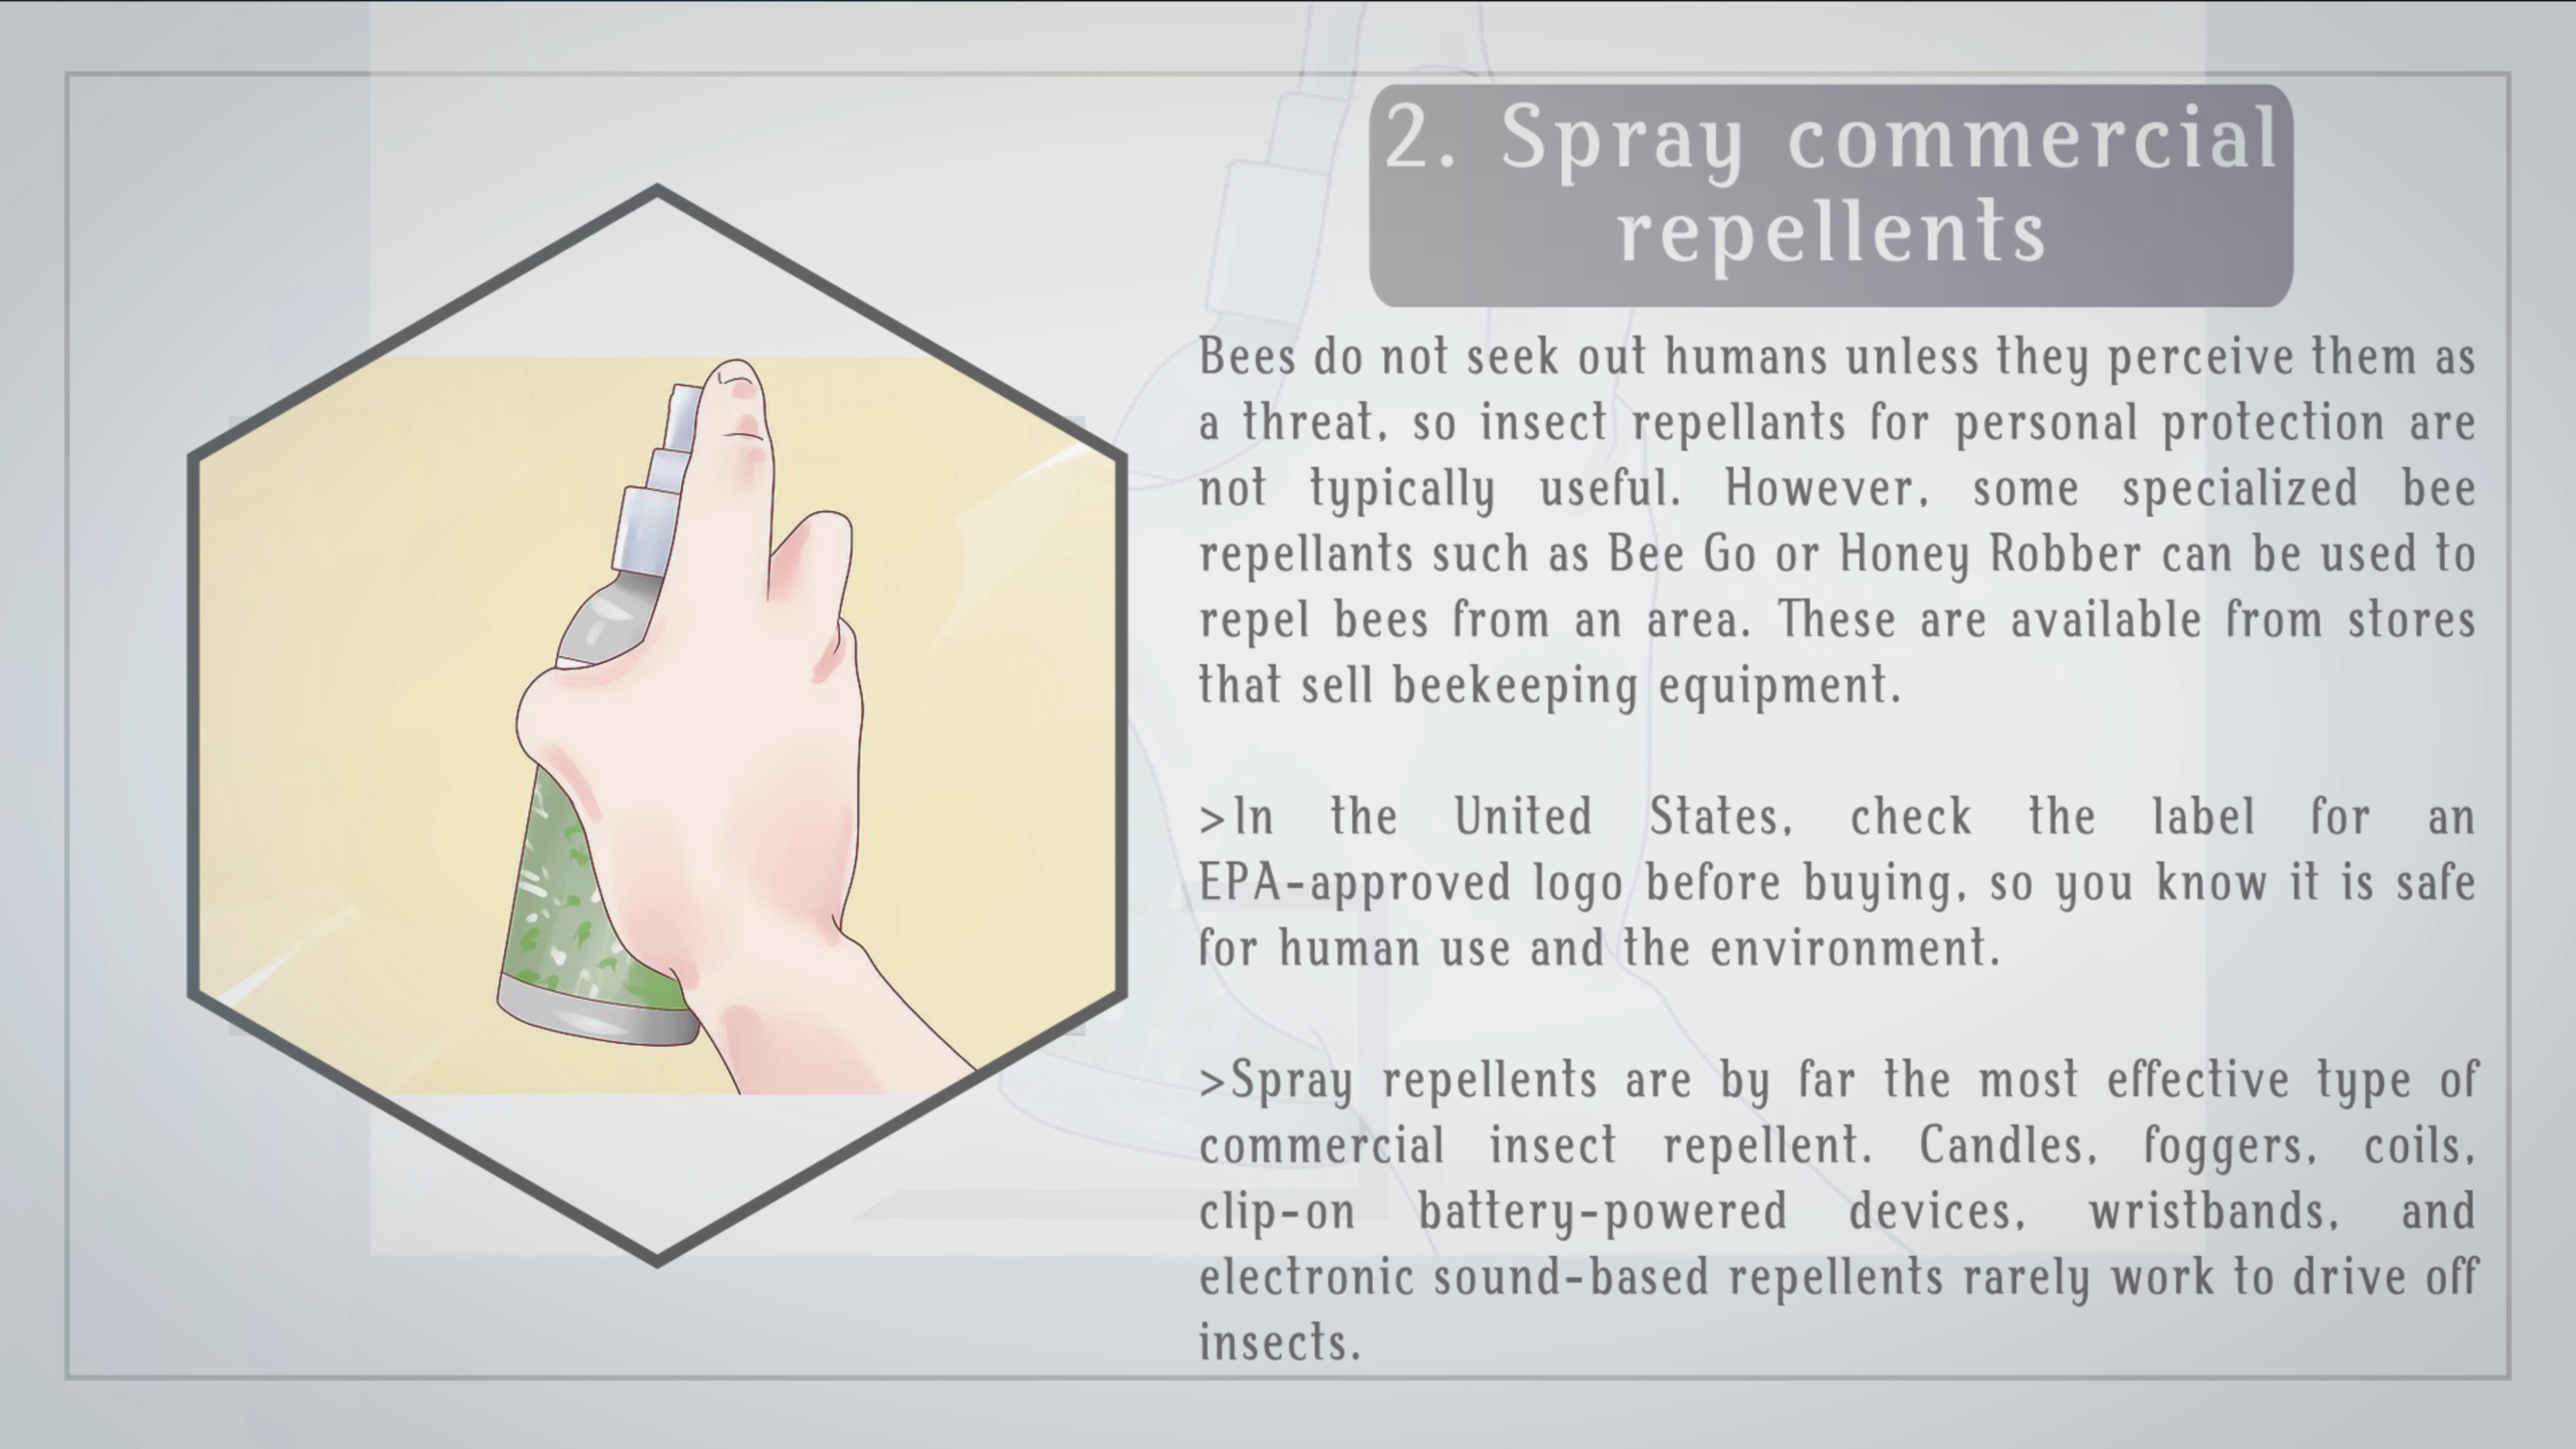 2. Spray commercial
repellents
Bees do not seek out humans unless they perceive them as
a threat, so insect repellants for personal protection are
not typically useful. However, some specialized bee
repellants such as Bee Go or Honey Robber can be used to
repel bees from an area. These are available from stores
that sell beekeeping equipment.
>In the United States, check the label for an
EPA-approved logo before buying, so you know it is safe
for human use and the environment.
>Spray repellents are by far the most effective type of
commercial insect repellent. Candles, foggers, coils,
clip-on battery-powered devices, wristbands, and
electronic sound-based repellents rarely work to drive off
insects.